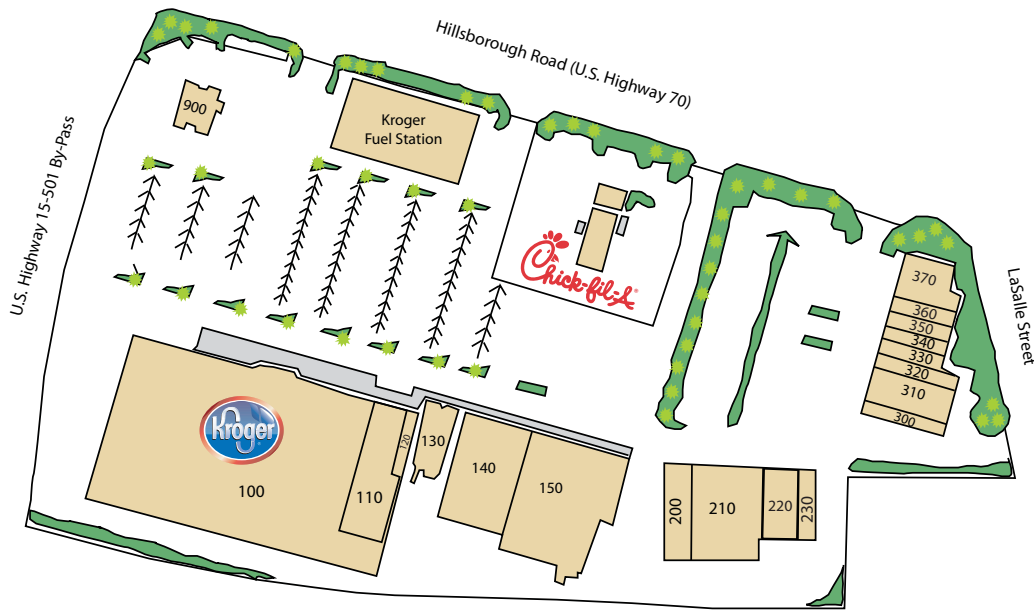 Hillsborough Road (U.S. Highway 70)
U.S. Highway 15-501 By-Pass
LaSalle Street
900
Kroger
Fuel Station
Chick-fil-A®
370
360
350
340
330
320
310
300
Kroger
100
110
120
130
140
150
200
210
220
230